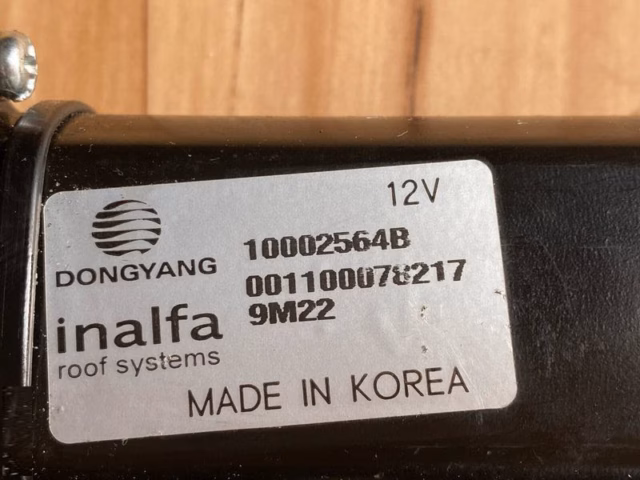 12V
DONGYANG
10002564B
001100078217
inalfa
9M22
roof systems
MADE IN KOREA